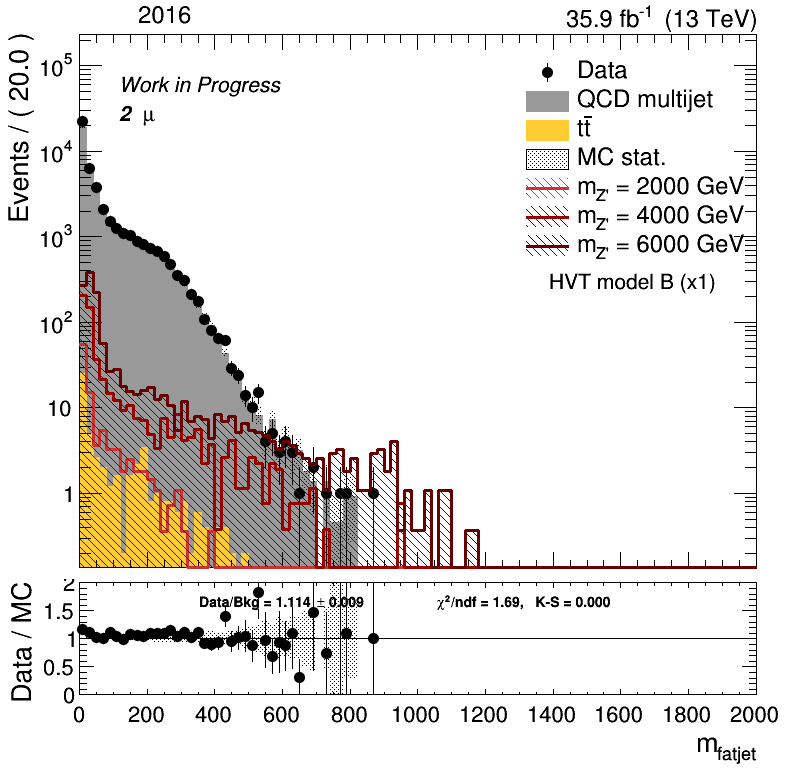 2016
35.9 fb⁻¹ (13 TeV)
Events / ( 20.0 )
10⁵
10⁴
10³
10²
10
1
Work in Progress
2 μ
Data
QCD multijet
tt̄
MC stat.
m_Z' = 2000 GeV
m_Z' = 4000 GeV
m_Z' = 6000 GeV
HVT model B (x1)
Data / MC
2
1.5
1
0.5
0
Data/Bkg = 1.114 ± 0.009
χ²/ndf = 1.69, K-S = 0.000
0 200 400 600 800 1000 1200 1400 1600 1800 2000
m_fatjet